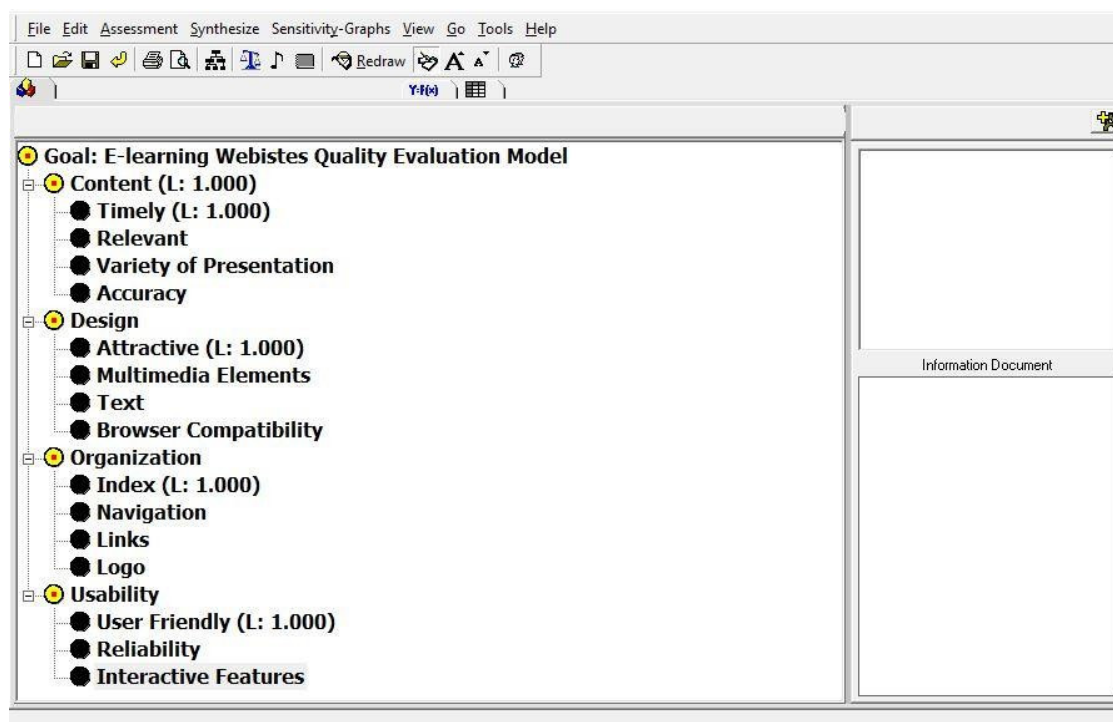 File Edit Assessment Synthesize Sensitivity-Graphs View Go Tools Help
Redraw A A
Y=F(x)
Goal: E-learning Webistes Quality Evaluation Model
Content (L: 1.000)
Timely (L: 1.000)
Relevant
Variety of Presentation
Accuracy
Design
Attractive (L: 1.000)
Multimedia Elements
Text
Browser Compatibility
Information Document
Organization
Index (L: 1.000)
Navigation
Links
Logo
Usability
User Friendly (L: 1.000)
Reliability
Interactive Features